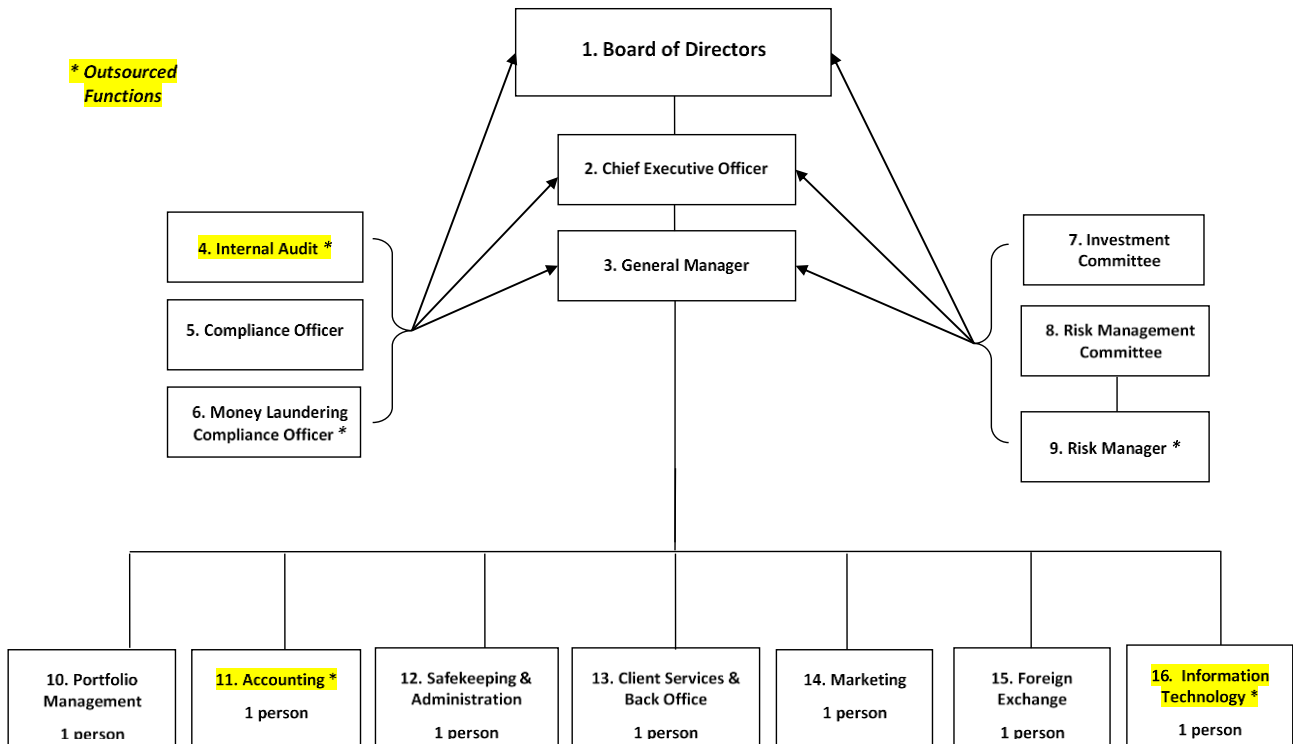 1. Board of Directors
* Outsourced
Functions
2. Chief Executive Officer
3. General Manager
4. Internal Audit *
5. Compliance Officer
6. Money Laundering
Compliance Officer *
7. Investment
Committee
8. Risk Management
Committee
9. Risk Manager *
10. Portfolio
Management
1 person
11. Accounting *
1 person
12. Safekeeping &
Administration
1 person
13. Client Services &
Back Office
1 person
14. Marketing
1 person
15. Foreign
Exchange
1 person
16. Information
Technology *
1 person